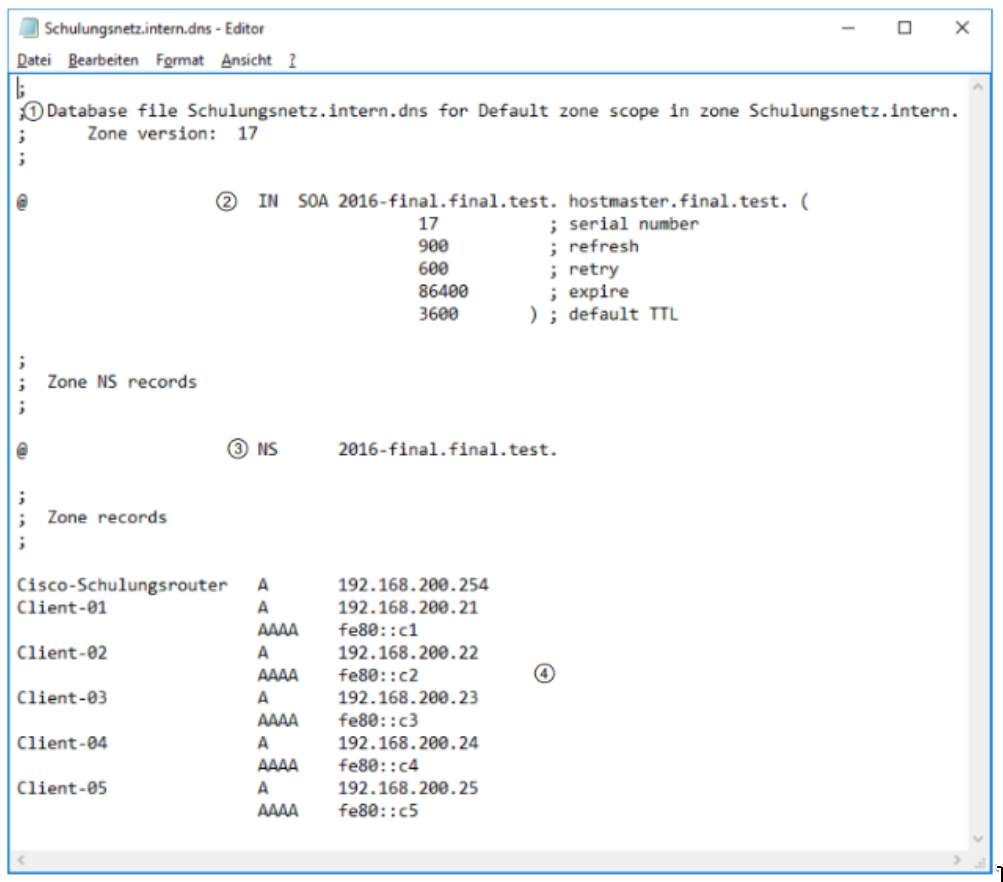 Schulungsnetz.intern.dns - Editor
Datei Bearbeiten Format Ansicht ?
;
;① Database file Schulungsnetz.intern.dns for Default zone scope in zone Schulungsnetz.intern.
; Zone version: 17
;
@ ② IN SOA 2016-final.final.test. hostmaster.final.test. (
17 ; serial number
900 ; refresh
600 ; retry
86400 ; expire
3600 ) ; default TTL
;
; Zone NS records
;
@ ③ NS 2016-final.final.test.
;
; Zone records
;
Cisco-Schulungsrouter A 192.168.200.254
Client-01 A 192.168.200.21
AAAA fe80::c1
Client-02 A 192.168.200.22
AAAA fe80::c2 ④
Client-03 A 192.168.200.23
AAAA fe80::c3
Client-04 A 192.168.200.24
AAAA fe80::c4
Client-05 A 192.168.200.25
AAAA fe80::c5